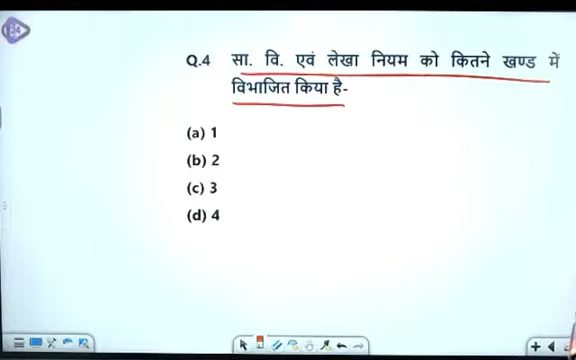 Q.4 सा. वि. एवं लेखा नियम को कितने खण्ड में
विभाजित किया है-
(a) 1
(b) 2
(c) 3
(d) 4